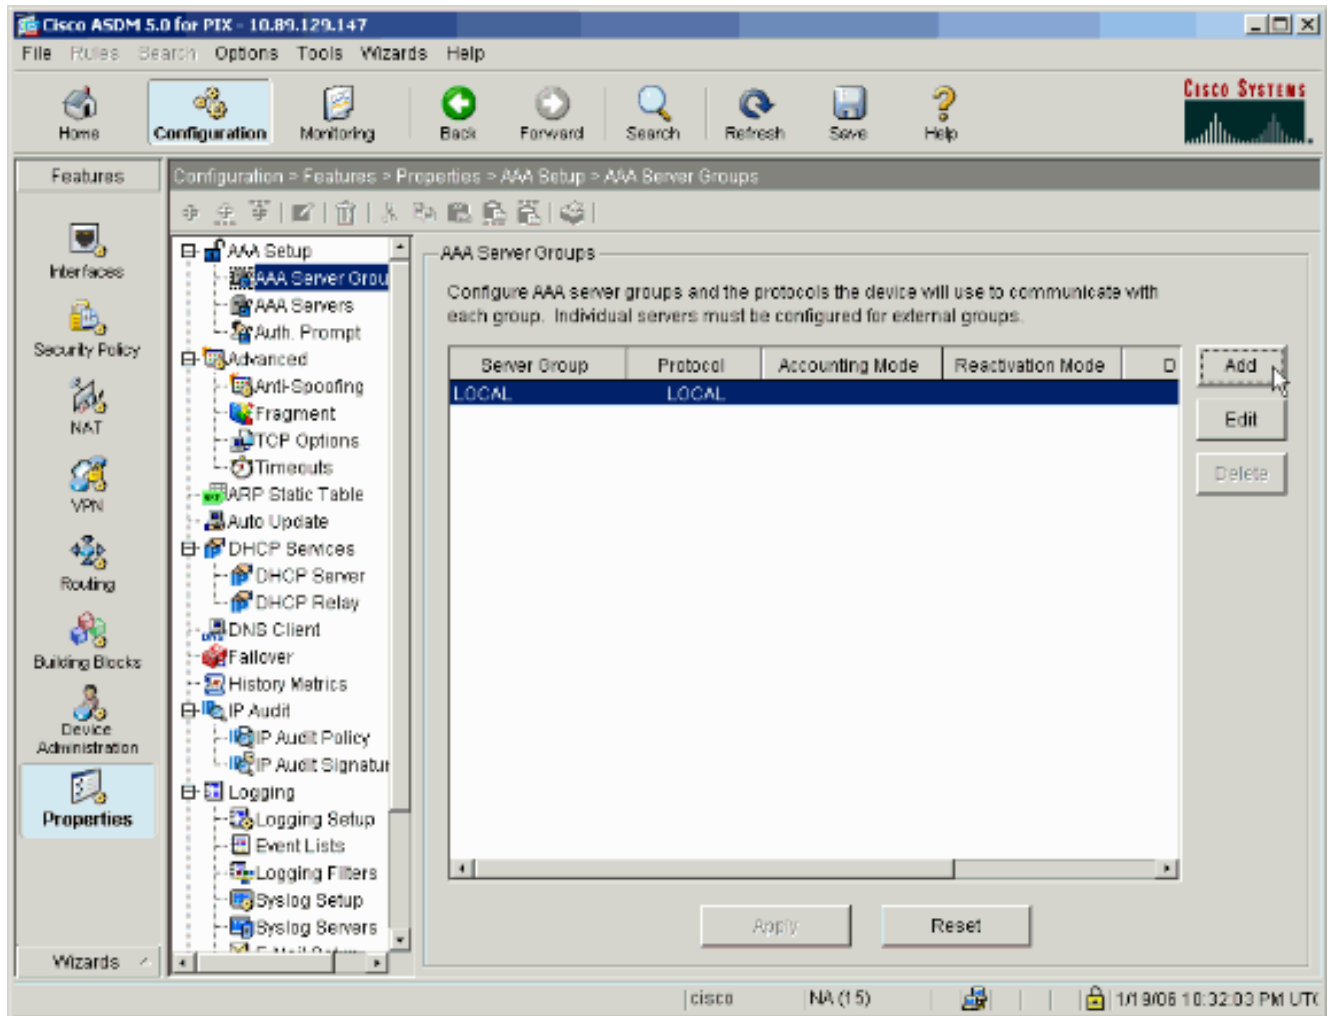 Cisco ASDM 5.0 for PIX - 10.89.129.147
File Rules Search Options Tools Wizards Help
Home Configuration Monitoring Back Forward Search Refresh Save Help
CISCO SYSTEMS
Features
Configuration > Features > Properties > AAA Setup > AAA Server Groups
Interfaces
Security Policy
NAT
VPN
Routing
Building Blocks
Device
Administration
Properties
Wizards
AAA Setup
AAA Server Grou
AAA Servers
Auth. Prompt
Advanced
Anti-Spoofing
Fragment
TCP Options
Timeouts
ARP Static Table
Auto Update
DHCP Services
DHCP Server
DHCP Relay
DNS Client
Failover
History Metrics
IP Audit
IP Audit Policy
IP Audit Signatur
Logging
Logging Setup
Event Lists
Logging Filters
Syslog Setup
Syslog Servers
AAA Server Groups
Configure AAA server groups and the protocols the device will use to communicate with
each group. Individual servers must be configured for external groups.
Server Group Protocol Accounting Mode Reactivation Mode D
LOCAL LOCAL
Add
Edit
Delete
Apply Reset
cisco NA (15) 1/19/06 10:32:03 PM UTC